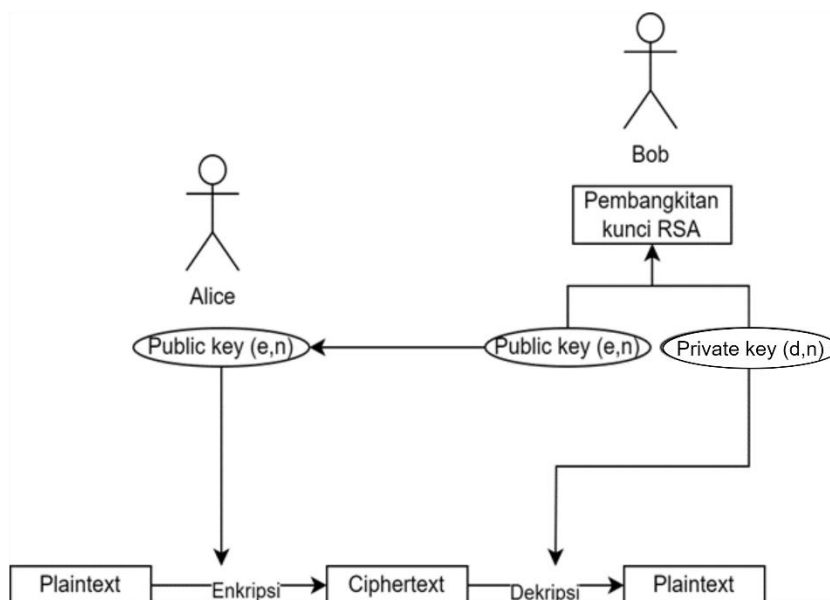 Bob
Pembangkitan
kunci RSA
Alice
Public key (e,n)
Public key (e,n)
Private key (d,n)
Plaintext
Enkripsi
Ciphertext
Dekripsi
Plaintext